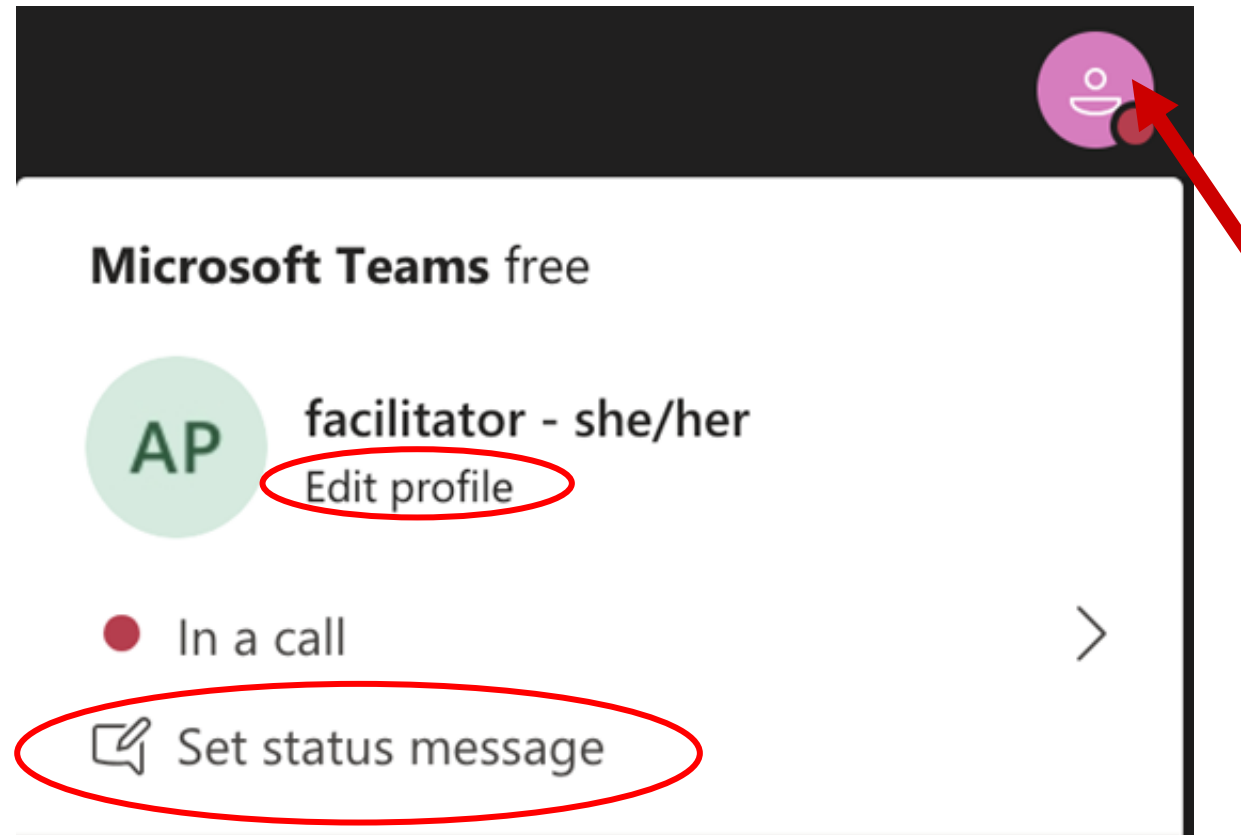 Microsoft Teams free
AP
facilitator - she/her
Edit profile
In a call
Set status message